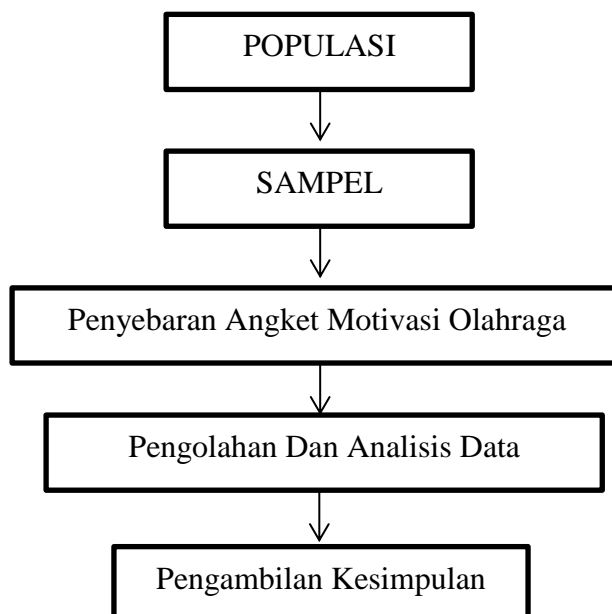 POPULASI
SAMPEL
Penyebaran Angket Motivasi Olahraga
Pengolahan Dan Analisis Data
Pengambilan Kesimpulan